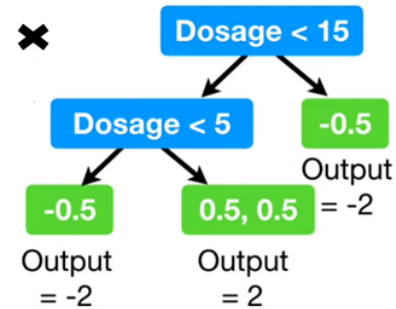 Dosage < 15
Dosage < 5
-0.5
-0.5
0.5, 0.5
Output
= -2
Output
= -2
Output
= 2